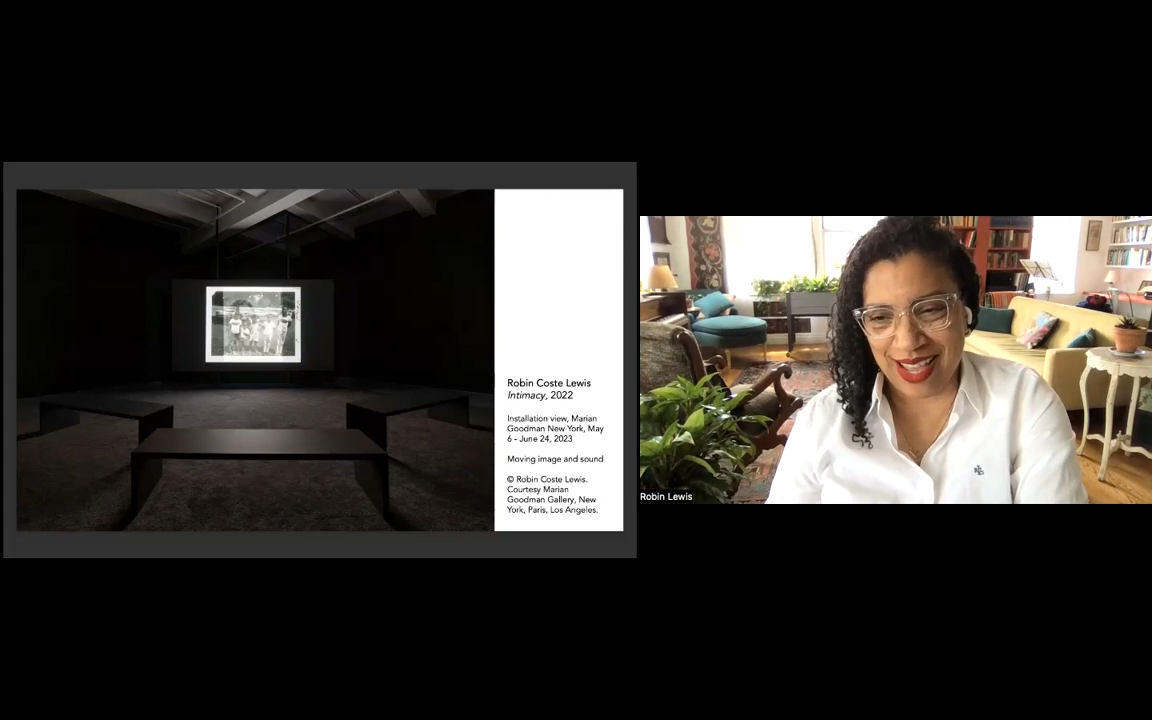 Robin Coste Lewis
Intimacy, 2022
Installation view, Marian
Goodman New York, May
6 - June 24, 2023
Moving image and sound
© Robin Coste Lewis.
Courtesy Marian
Goodman Gallery, New
York, Paris, Los Angeles.
Robin Lewis